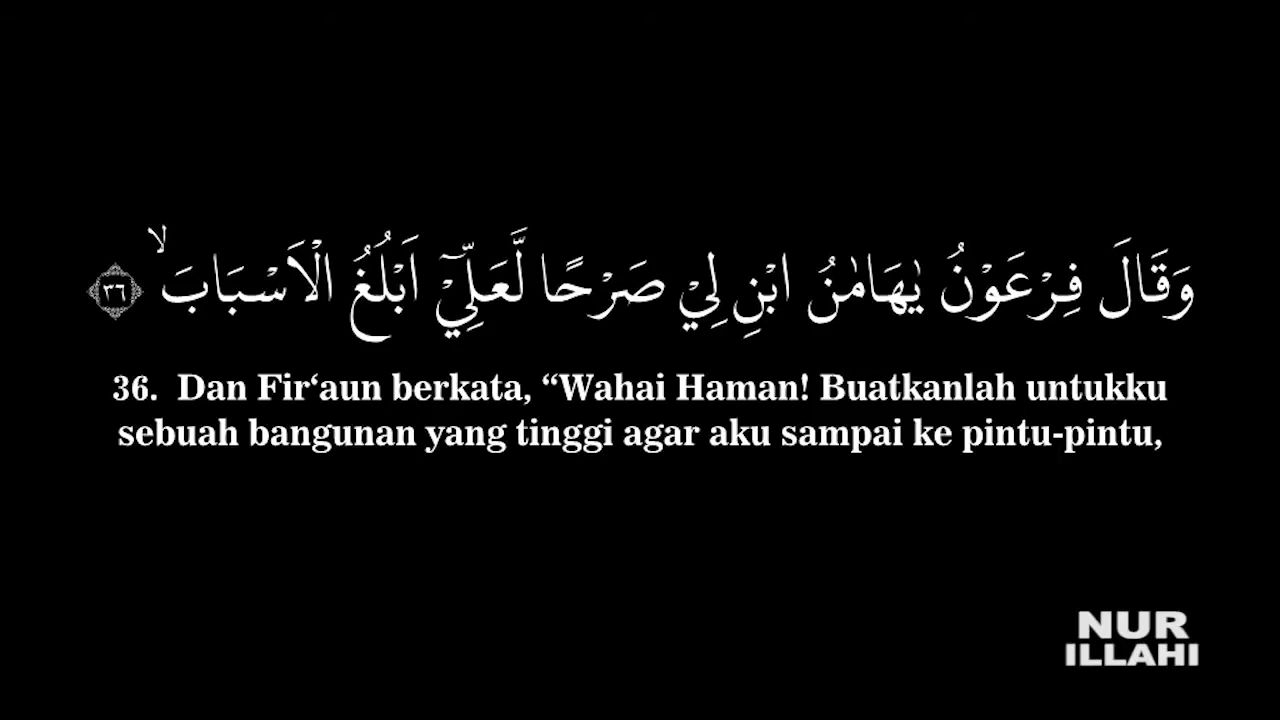 وَقَالَ فِرْعَوْنُ يٰهَامٰنُ ابْنِ لِيْ صَرْحًا لَّعَلِّيْٓ اَبْلُغُ الْاَسْبَابَۙ ٣٦
36. Dan Fir‘aun berkata, “Wahai Haman! Buatkanlah untukku
sebuah bangunan yang tinggi agar aku sampai ke pintu-pintu,
NUR
ILLAHI